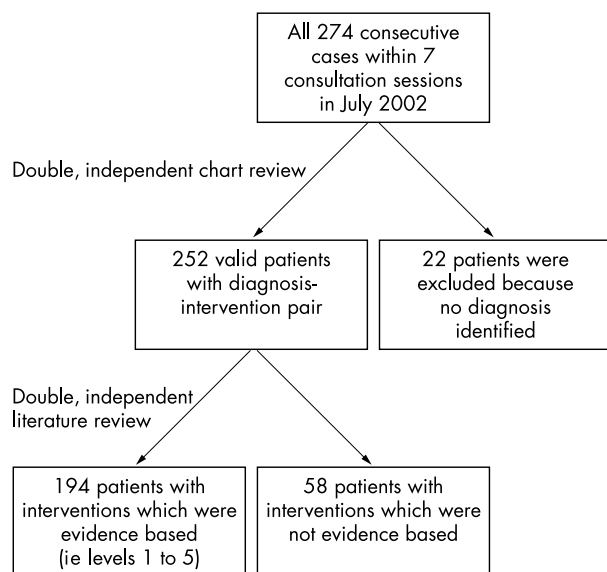 All 274 consecutive
cases within 7
consultation sessions
in July 2002
Double, independent chart review
252 valid patients
with diagnosis-
intervention pair
22 patients were
excluded because
no diagnosis
identified
Double, independent
literature review
194 patients with
interventions which were
evidence based
(ie levels 1 to 5)
58 patients with
interventions which were
not evidence based